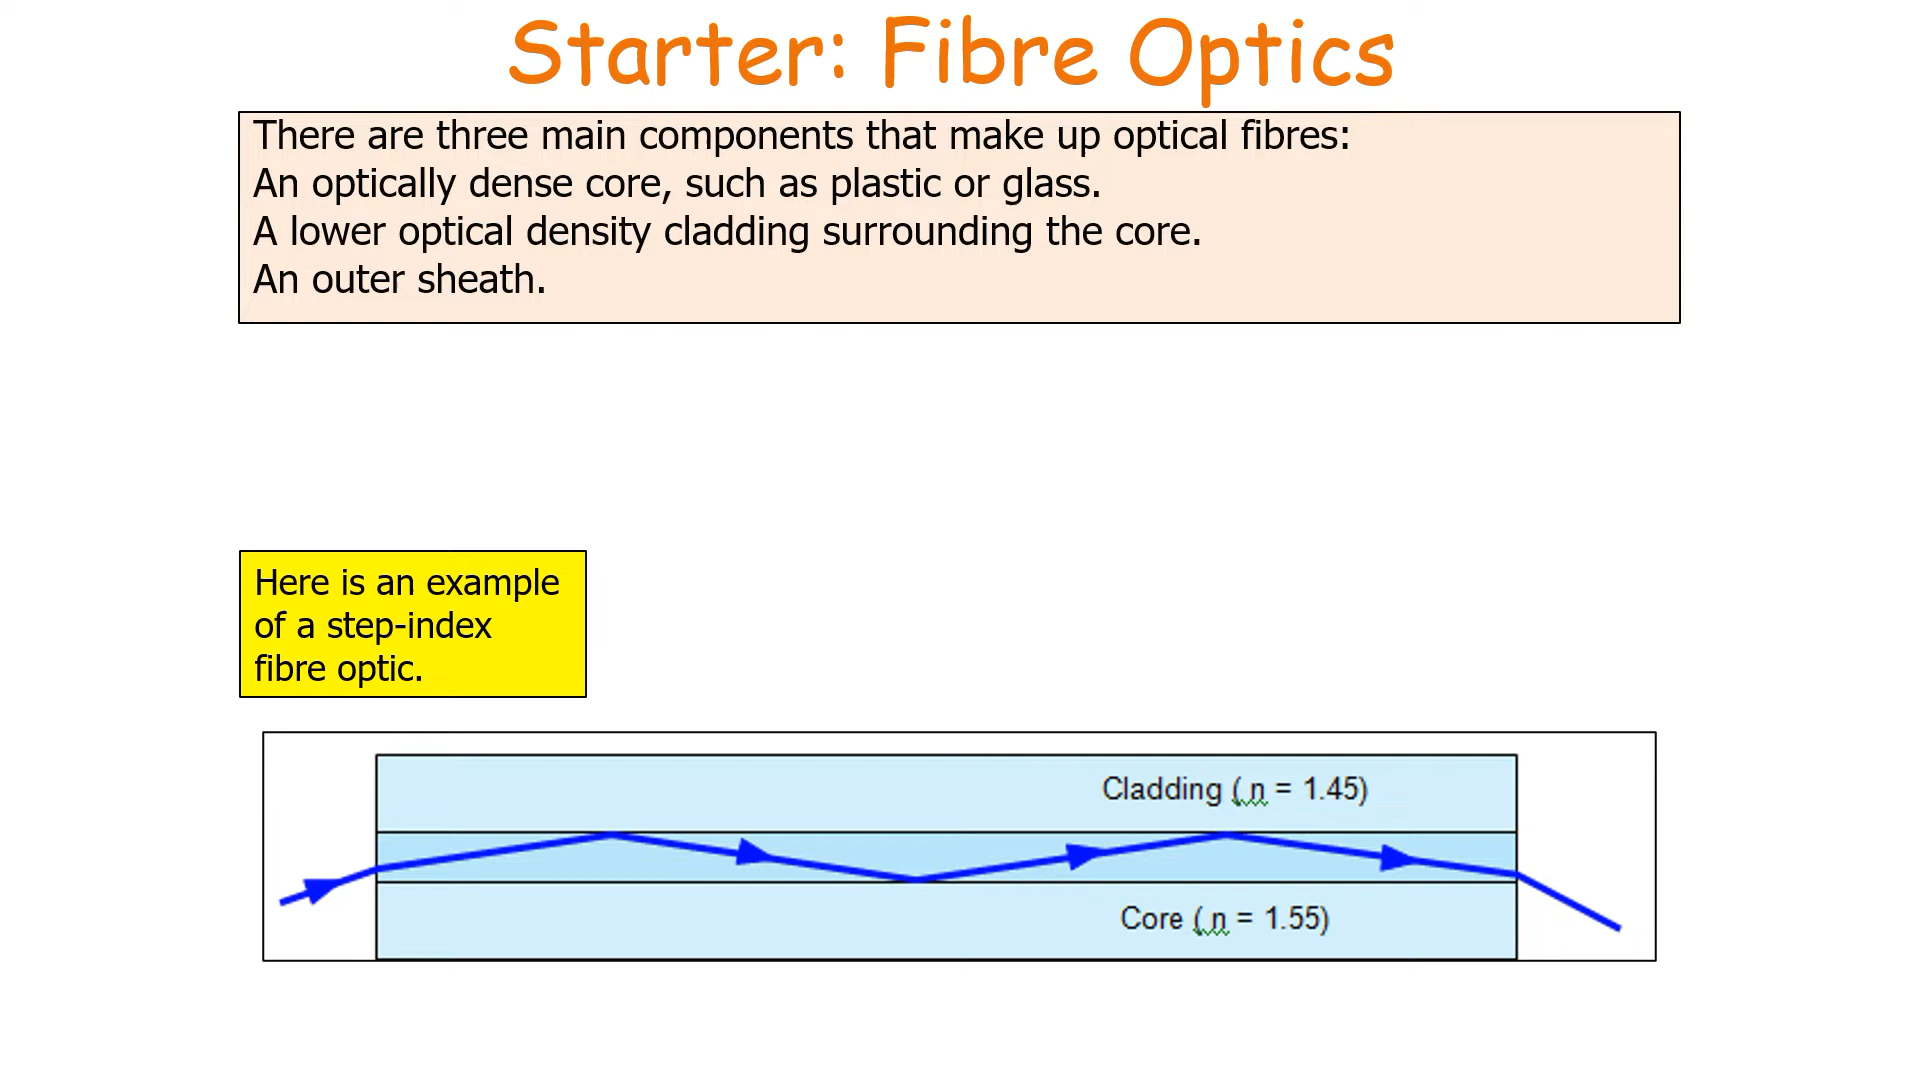 Starter: Fibre Optics
There are three main components that make up optical fibres:
An optically dense core, such as plastic or glass.
A lower optical density cladding surrounding the core.
An outer sheath.
Here is an example
of a step-index
fibre optic.
Cladding ( n = 1.45)
Core ( n = 1.55)